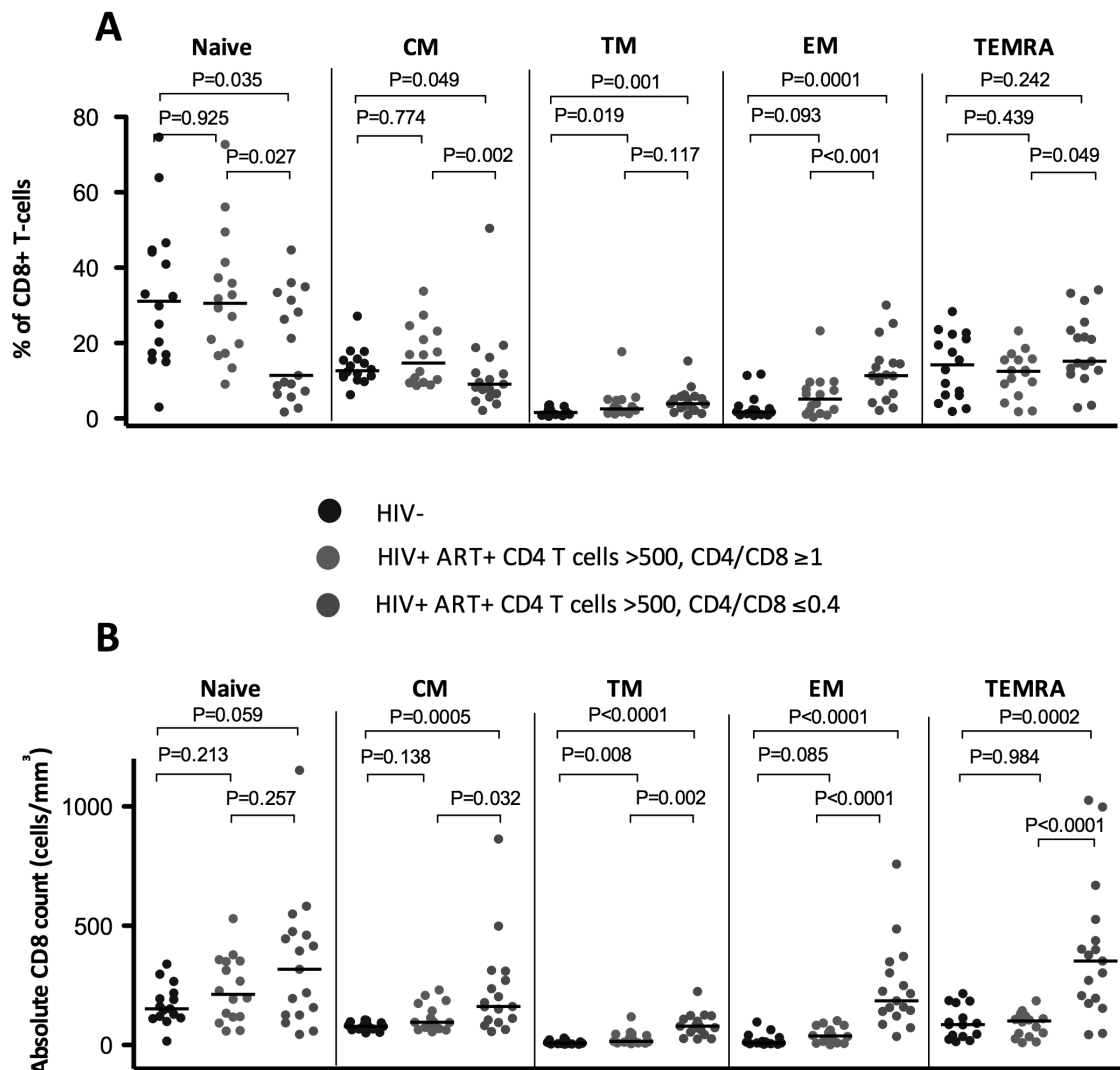 A
Naive CM TM EM TEMRA
P=0.035 P=0.049 P=0.001 P=0.0001 P=0.242
P=0.925 P=0.774 P=0.019 P=0.093 P=0.439
P=0.027 P=0.002 P=0.117 P<0.001 P=0.049
% of CD8+ T-cells
80
60
40
20
0
HIV-
HIV+ ART+ CD4 T cells >500, CD4/CD8 ≥1
HIV+ ART+ CD4 T cells >500, CD4/CD8 ≤0.4
B
Naive CM TM EM TEMRA
P=0.059 P=0.0005 P<0.0001 P<0.0001 P=0.0002
P=0.213 P=0.138 P=0.008 P=0.085 P=0.984
P=0.257 P=0.032 P=0.002 P<0.0001 P<0.0001
Absolute CD8 count (cells/mm³)
1000
500
0